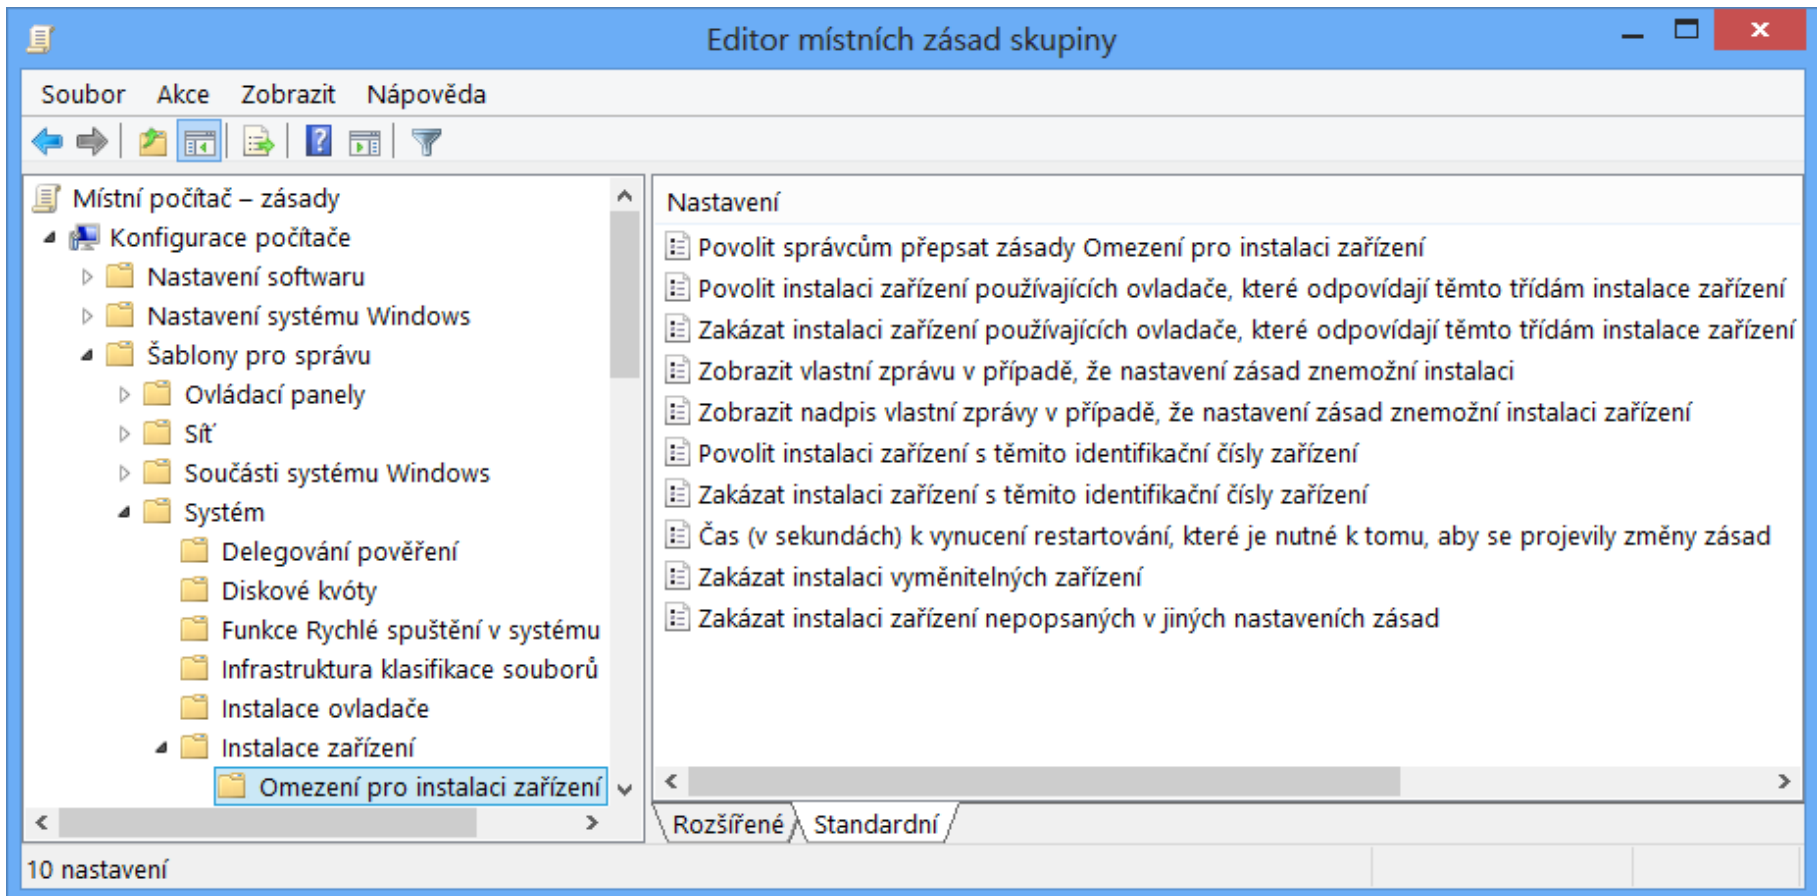 Editor místních zásad skupiny
Soubor Akce Zobrazit Nápověda
Místní počítač – zásady
Konfigurace počítače
Nastavení softwaru
Nastavení systému Windows
Šablony pro správu
Ovládací panely
Síť
Součásti systému Windows
Systém
Delegování pověření
Diskové kvóty
Funkce Rychlé spuštění v systému
Infrastruktura klasifikace souborů
Instalace ovladače
Instalace zařízení
Omezení pro instalaci zařízení
Nastavení
Povolit správcům přepsat zásady Omezení pro instalaci zařízení
Povolit instalaci zařízení používajících ovladače, které odpovídají těmto třídám instalace zařízení
Zakázat instalaci zařízení používajících ovladače, které odpovídají těmto třídám instalace zařízení
Zobrazit vlastní zprávu v případě, že nastavení zásad znemožní instalaci
Zobrazit nadpis vlastní zprávy v případě, že nastavení zásad znemožní instalaci zařízení
Povolit instalaci zařízení s těmito identifikační čísly zařízení
Zakázat instalaci zařízení s těmito identifikační čísly zařízení
Čas (v sekundách) k vynucení restartování, které je nutné k tomu, aby se projevily změny zásad
Zakázat instalaci vyměnitelných zařízení
Zakázat instalaci zařízení nepopsaných v jiných nastaveních zásad
Rozšířené Standardní
10 nastavení